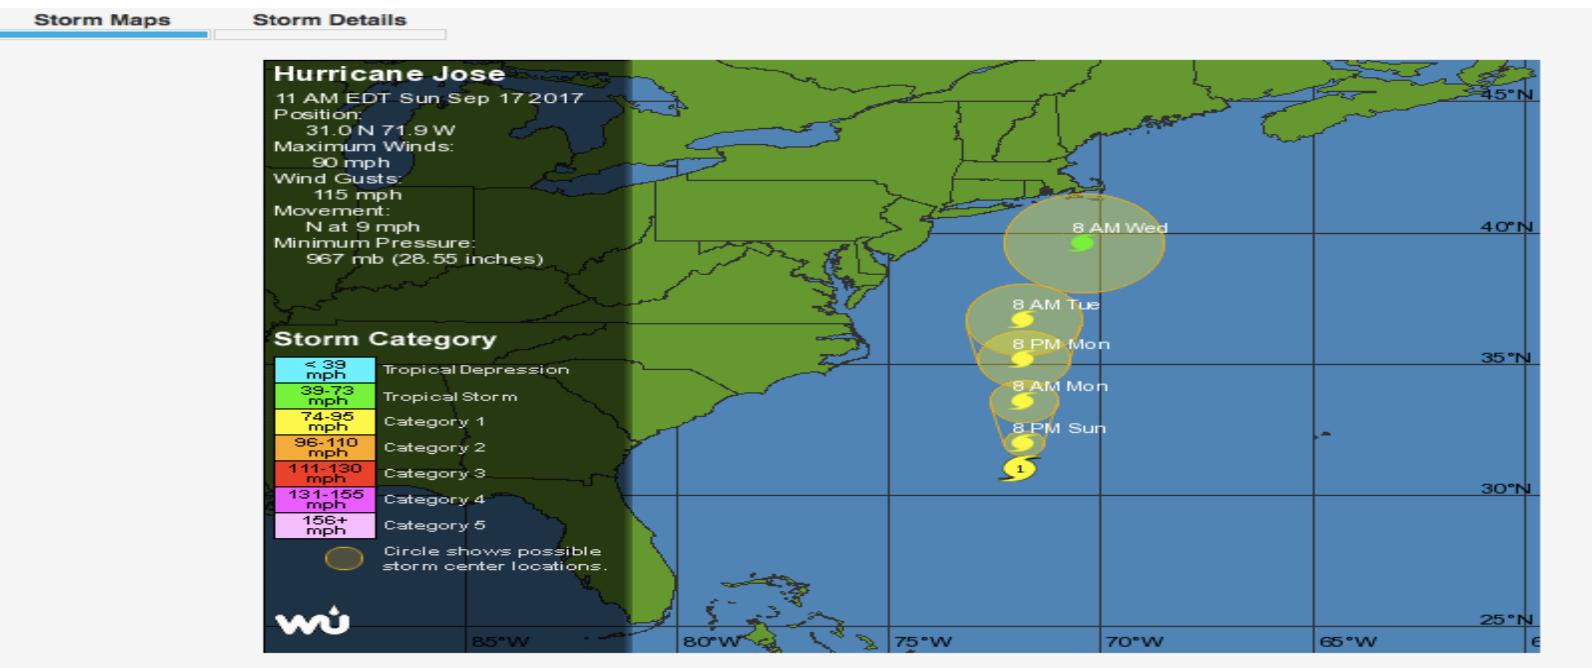 Storm Maps Storm Details
Hurricane Jose
11 AM EDT Sun Sep 17 2017
Position:
31.0 N 71.9 W
Maximum Winds:
90 mph
Wind Gusts:
115 mph
Movement:
N at 9 mph
Minimum Pressure:
967 mb (28.55 inches)
Storm Category
< 39 mph Tropical Depression
39-73 mph Tropical Storm
74-95 mph Category 1
96-110 mph Category 2
111-130 mph Category 3
131-155 mph Category 4
156+ mph Category 5
Circle shows possible
storm center locations.
wu
8 AM Wed
8 AM Tue
8 PM Mon
8 AM Mon
8 PM Sun
1
45°N
40°N
35°N
30°N
25°N
85°W 80°W 75°W 70°W 65°W 6